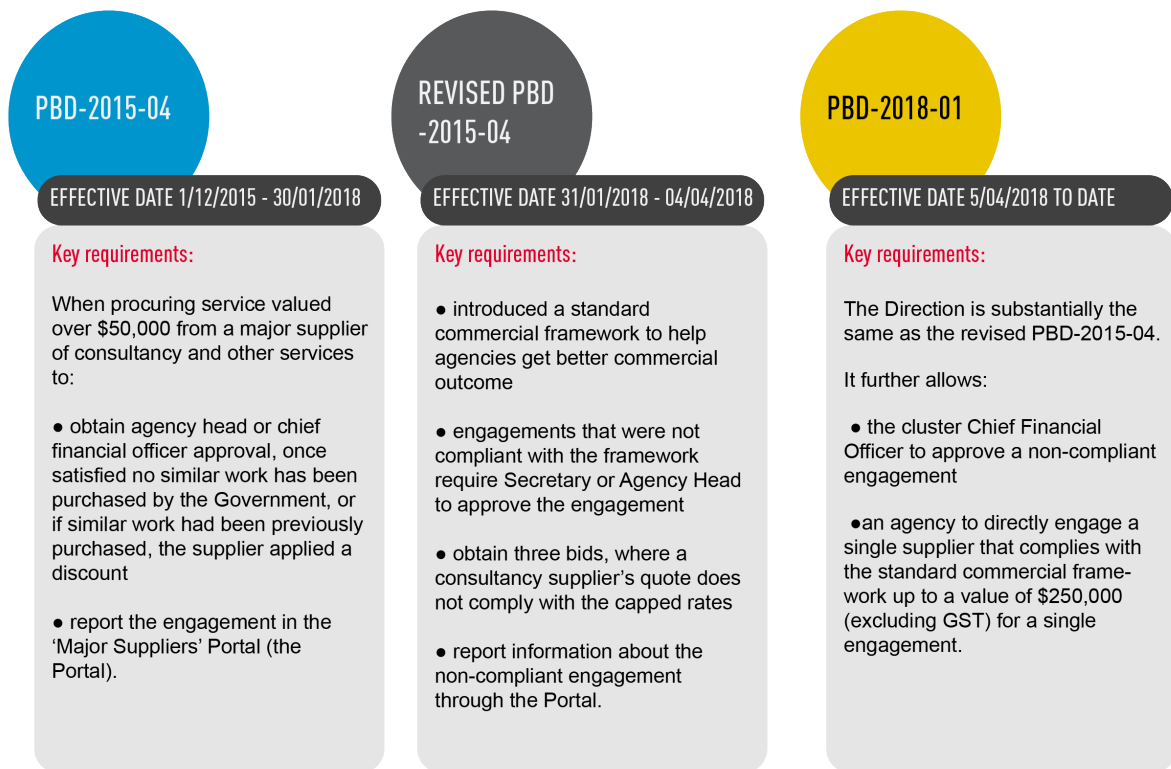 PBD-2015-04
EFFECTIVE DATE 1/12/2015 - 30/01/2018
Key requirements:
When procuring service valued
over $50,000 from a major supplier
of consultancy and other services
to:
● obtain agency head or chief
financial officer approval, once
satisfied no similar work has been
purchased by the Government, or
if similar work had been previously
purchased, the supplier applied a
discount
● report the engagement in the
‘Major Suppliers’ Portal (the
Portal).
REVISED PBD
-2015-04
EFFECTIVE DATE 31/01/2018 - 04/04/2018
Key requirements:
● introduced a standard
commercial framework to help
agencies get better commercial
outcome
● engagements that were not
compliant with the framework
require Secretary or Agency Head
to approve the engagement
● obtain three bids, where a
consultancy supplier’s quote does
not comply with the capped rates
● report information about the
non-compliant engagement
through the Portal.
PBD-2018-01
EFFECTIVE DATE 5/04/2018 TO DATE
Key requirements:
The Direction is substantially the
same as the revised PBD-2015-04.
It further allows:
● the cluster Chief Financial
Officer to approve a non-compliant
engagement
●an agency to directly engage a
single supplier that complies with
the standard commercial frame-
work up to a value of $250,000
(excluding GST) for a single
engagement.